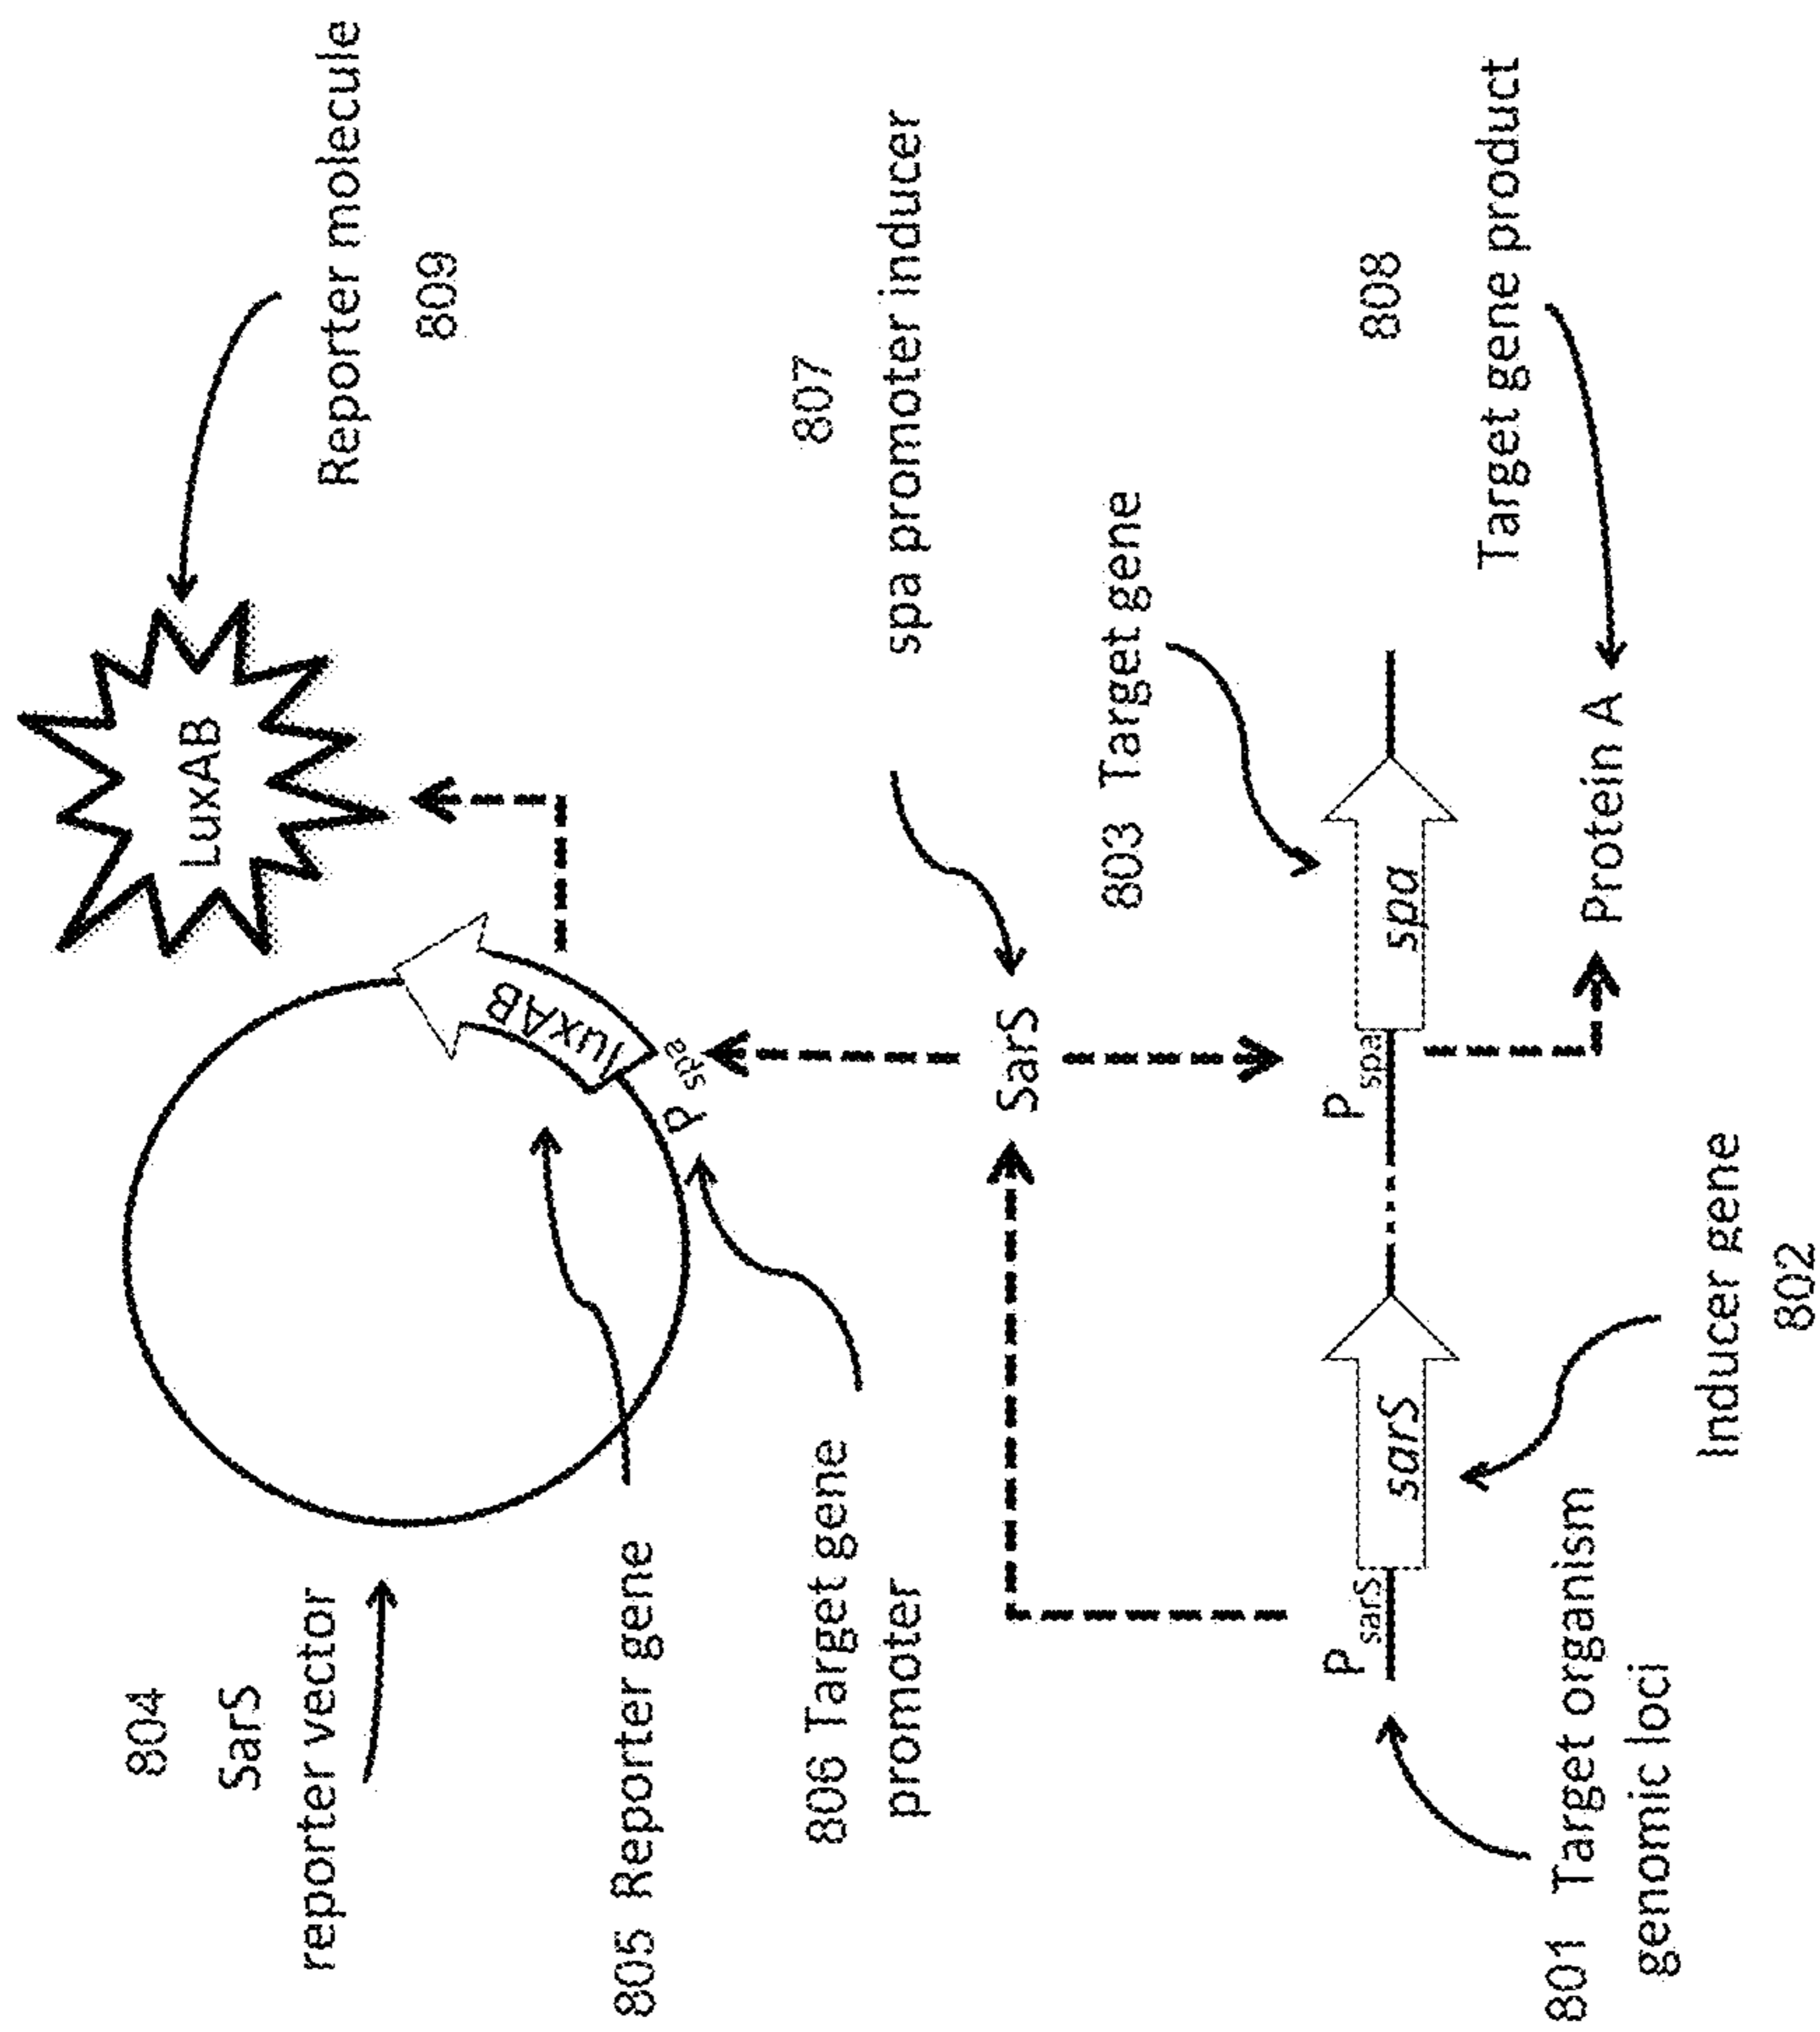 804
SarS
reporter vector
LuxAB
Reporter molecule
809
luxAB
P spa
805 Reporter gene
806 Target gene
promoter
807
spa promoter inducer
SarS
803 Target gene
P sarS
sarS
P spa
spa
808
Target gene product
Protein A
801 Target organism
genomic loci
Inducer gene
802